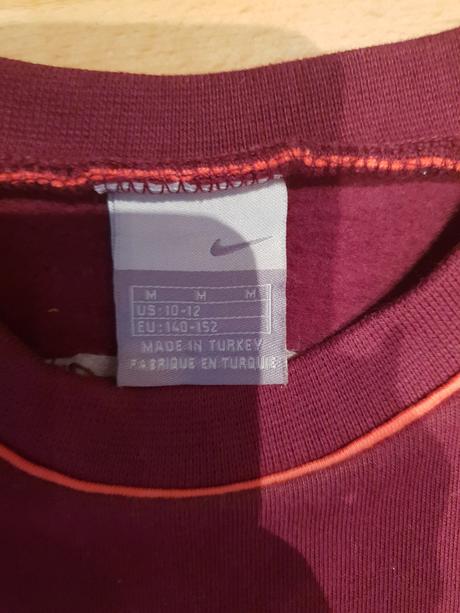 M M M
US: 10-12
EU: 140-152
MADE IN TURKEY
FABRIQUE EN TURQUIE